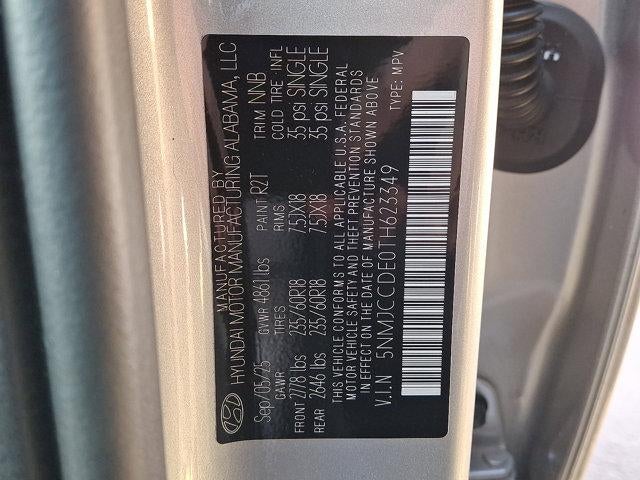 MANUFACTURED BY
HYUNDAI MOTOR MANUFACTURING ALABAMA, LLC
Sep/05/25 GVWR 4861 lbs PAINT R2T TRIM NNB
GAWR TIRES RIMS COLD TIRE INFL
FRONT 2778 lbs 235/60R18 7.5JX18 35 psi SINGLE
REAR 2646 lbs 235/60R18 7.5JX18 35 psi SINGLE
THIS VEHICLE CONFORMS TO ALL APPLICABLE U.S.A. FEDERAL
MOTOR VEHICLE SAFETY AND THEFT PREVENTION STANDARDS
IN EFFECT ON THE DATE OF MANUFACTURE SHOWN ABOVE
V.I.N 5NMJCCDE0TH623349 TYPE: MPV